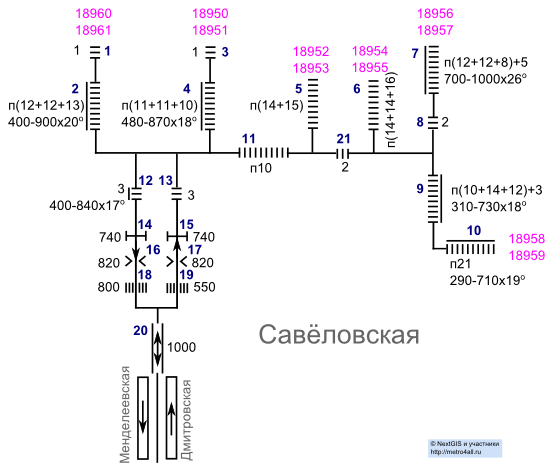 18960
18961
18950
18951
18952
18953
18954
18955
18956
18957
1 1
1 3
2
п(12+12+13)
400-900x20°
4
п(11+11+10)
480-870x18°
5
п(14+15)
6
п(14+14+16)
7
п(12+12+8)+5
700-1000x26°
8 2
11
п10
21
2
9
п(10+14+12)+3
310-730x18°
10
п21
290-710x19°
18958
18959
12 13
3 3
400-840x17°
14 15
740 740
16 17
820 820
18 19
800 550
20
1000
Савёловская
Менделеевская
Дмитровская
© NextGIS и участники
http://metro4all.ru